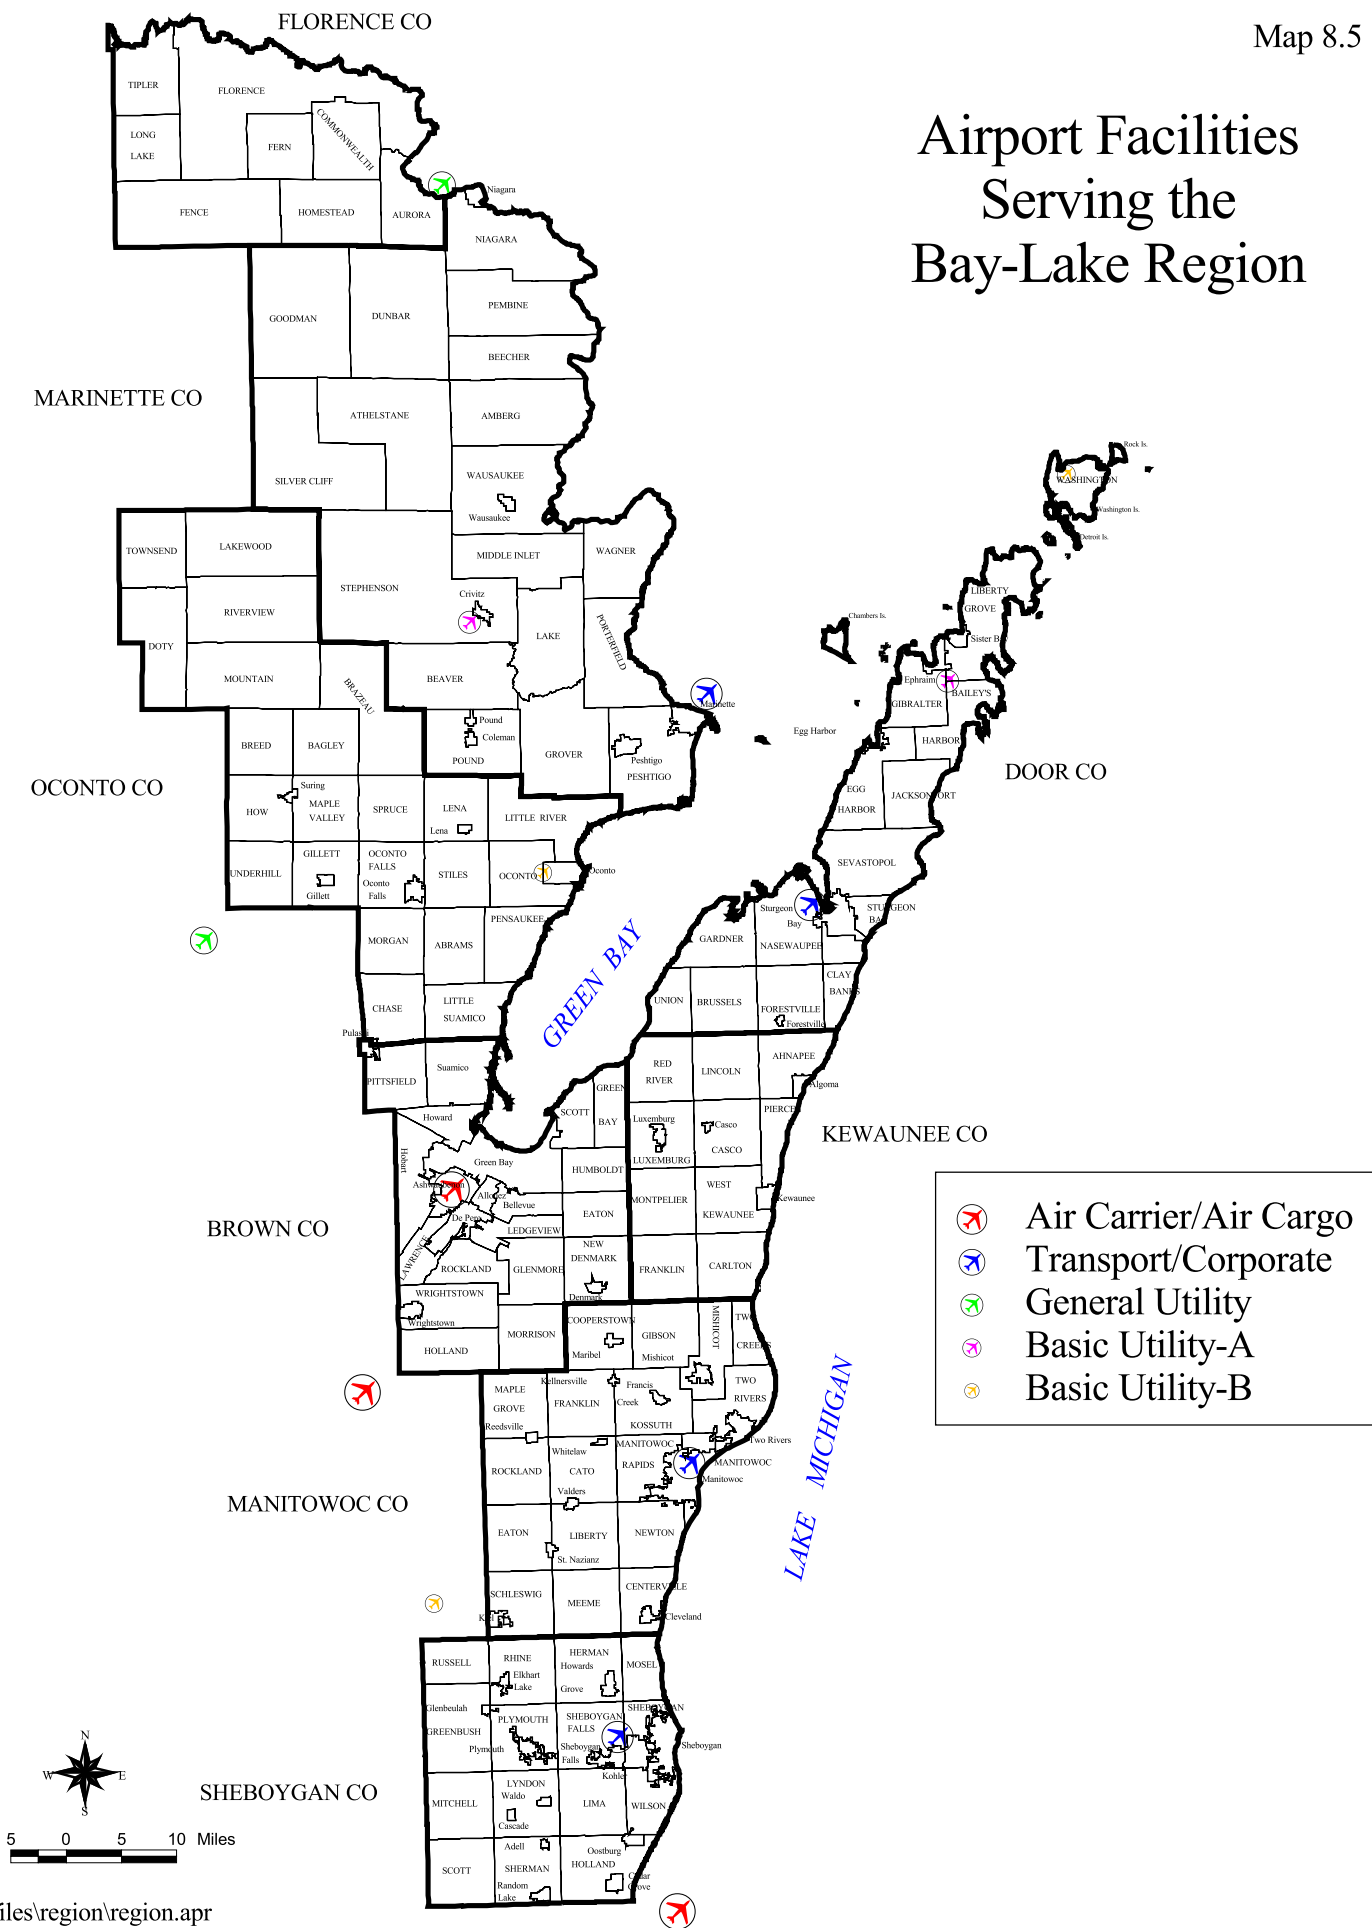 FLORENCE CO
Map 8.5
Airport Facilities
Serving the
Bay-Lake Region
TIPLER
FLORENCE
COMMONWEALTH
LONG
LAKE
FERN
Niagara
FENCE
HOMESTEAD
AURORA
NIAGARA
GOODMAN
DUNBAR
PEMBINE
BEECHER
MARINETTE CO
ATHELSTANE
AMBERG
SILVER CLIFF
WAUSAUKEE
Wausaukee
Rock Is.
WASHINGTON
Washington Is.
Detroit Is.
TOWNSEND
LAKEWOOD
MIDDLE INLET
WAGNER
STEPHENSON
Crivitz
RIVERVIEW
LAKE
PORTERFIELD
LIBERTY
GROVE
Chambers Is.
Sister Bay
DOTY
MOUNTAIN
BRAZEAU
BEAVER
Ephraim
BAILEY'S
GIBRALTER
Marinette
Pound
Coleman
POUND
BREED
BAGLEY
GROVER
Peshtigo
PESHTIGO
Egg Harbor
HARBOR
DOOR CO
OCONTO CO
Suring
HOW
MAPLE
VALLEY
SPRUCE
LENA
Lena
LITTLE RIVER
EGG
HARBOR
JACKSONPORT
UNDERHILL
GILLETT
Gillett
OCONTO
FALLS
Oconto
Falls
STILES
OCONTO
Oconto
SEVASTOPOL
PENSAUKEE
Sturgeon
Bay
STURGEON
BAY
MORGAN
ABRAMS
GREEN BAY
GARDNER
NASEWAUPEE
CLAY
BANKS
CHASE
LITTLE
SUAMICO
UNION
BRUSSELS
FORESTVILLE
Forestville
Pulaski
PITTSFIELD
Suamico
RED
RIVER
LINCOLN
AHNAPEE
Algoma
Howard
SCOTT
GREEN
BAY
Luxemburg
LUXEMBURG
Casco
CASCO
PIERCE
KEWAUNEE CO
Hobart
Green Bay
HUMBOLDT
Ashwaubenon
Allouez
Bellevue
De Pere
EATON
MONTPELIER
WEST
KEWAUNEE
Kewaunee
BROWN CO
LAWRENCE
LEDGEVIEW
ROCKLAND
GLENMORE
NEW
DENMARK
Denmark
FRANKLIN
CARLTON
WRIGHTSTOWN
Wrightstown
HOLLAND
MORRISON
COOPERSTOWN
Maribel
GIBSON
Mishicot
MISHICOT
TWO
CREEKS
Air Carrier/Air Cargo
Transport/Corporate
General Utility
Basic Utility-A
Basic Utility-B
MAPLE
GROVE
Reedsville
Kellnersville
FRANKLIN
Francis
Creek
KOSSUTH
TWO
RIVERS
Two Rivers
LAKE MICHIGAN
Whitelaw
MANITOWOC
RAPIDS
MANITOWOC
Manitowoc
ROCKLAND
CATO
Valders
MANITOWOC CO
EATON
LIBERTY
St. Nazianz
NEWTON
SCHLESWIG
Kiel
MEEME
CENTERVILLE
Cleveland
RUSSELL
RHINE
Elkhart
Lake
HERMAN
Howards
Grove
MOSEL
Glenbeulah
GREENBUSH
PLYMOUTH
Plymouth
SHEBOYGAN
FALLS
Sheboygan
Falls
Kohler
SHEBOYGAN
Sheboygan
SHEBOYGAN CO
MITCHELL
LYNDON
Waldo
Cascade
LIMA
WILSON
Adell
Oostburg
SCOTT
SHERMAN
Random
Lake
HOLLAND
Cedar
Grove
N
W E
S
5 0 5 10 Miles
iles\region\region.apr